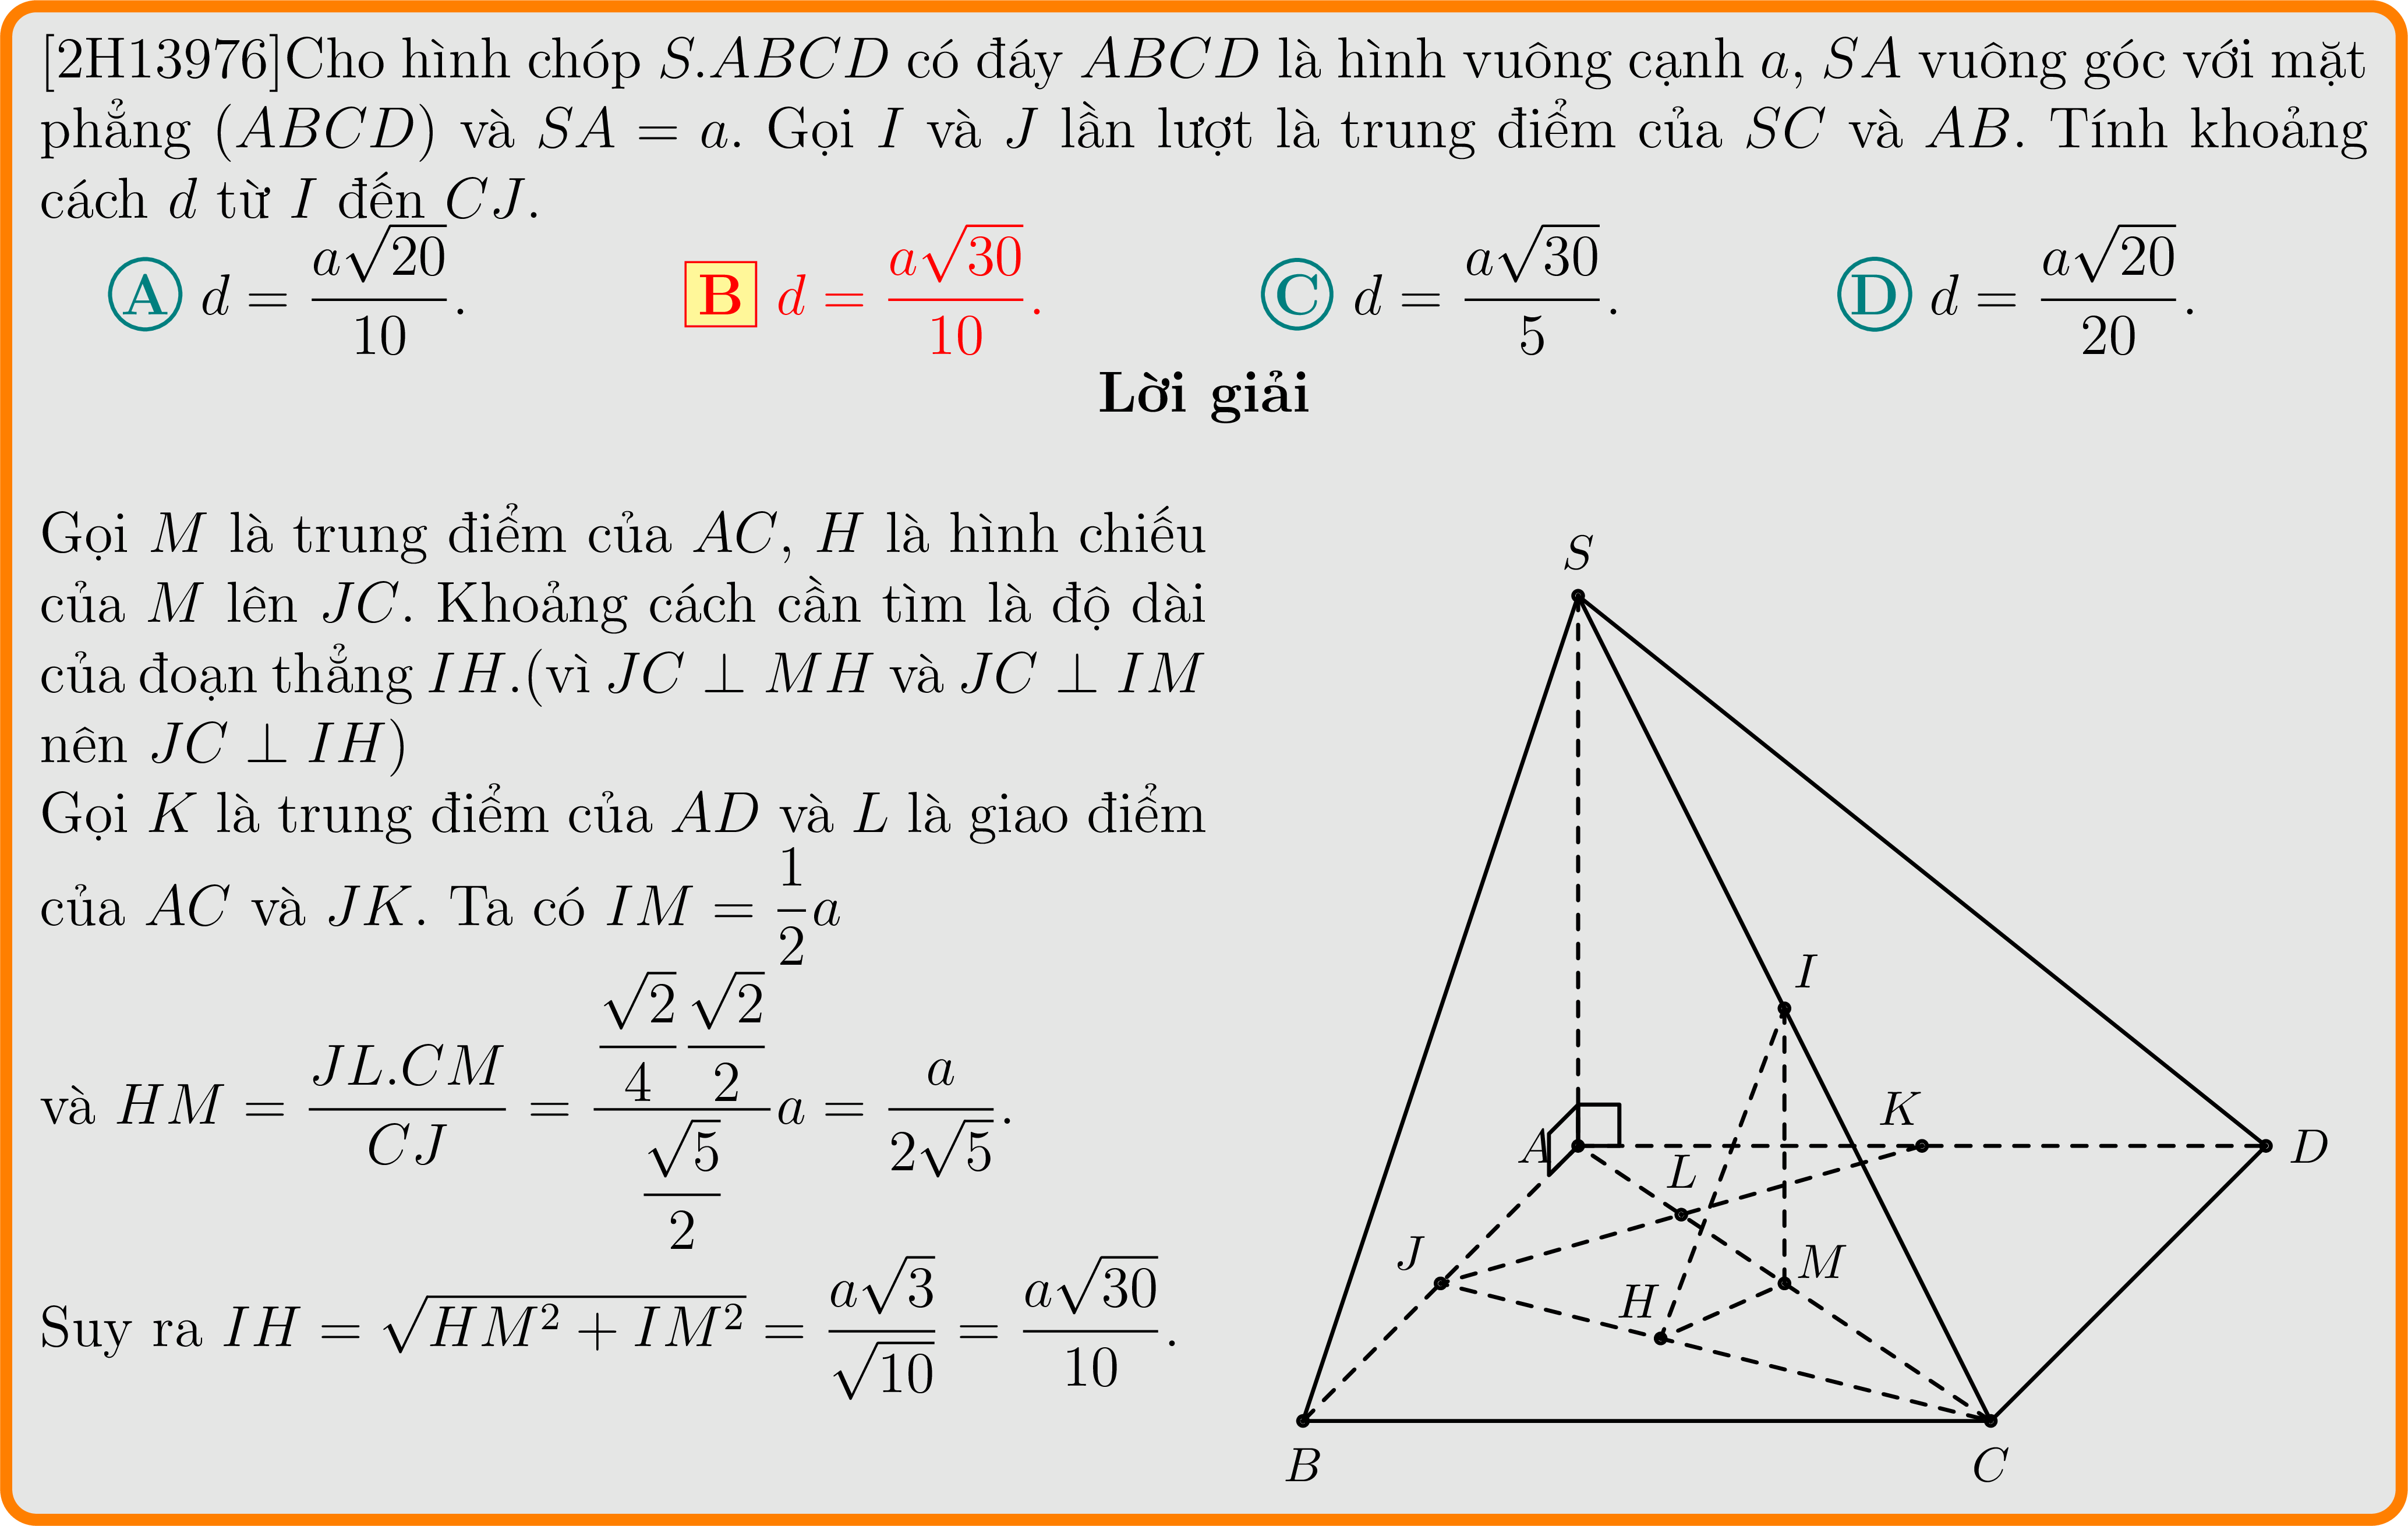 [2H13976]Cho hình chóp S.ABCD có đáy ABCD là hình vuông cạnh a, SA vuông góc với mặt
phẳng (ABCD) và SA = a. Gọi I và J lần lượt là trung điểm của SC và AB. Tính khoảng
cách d từ I đến CJ.
A d = \frac{a\sqrt{20}}{10}. B d = \frac{a\sqrt{30}}{10}. C d = \frac{a\sqrt{30}}{5}. D d = \frac{a\sqrt{20}}{20}.
Lời giải
Gọi M là trung điểm của AC, H là hình chiếu
của M lên JC. Khoảng cách cần tìm là độ dài
của đoạn thẳng IH.(vì JC ⊥ MH và JC ⊥ IM
nên JC ⊥ IH)
Gọi K là trung điểm của AD và L là giao điểm
của AC và JK. Ta có IM = \frac{1}{2}a
và HM = \frac{JL.CM}{CJ} = \frac{\frac{\sqrt{2}}{4}\frac{\sqrt{2}}{2}}{\frac{\sqrt{5}}{2}}a = \frac{a}{2\sqrt{5}}.
Suy ra IH = \sqrt{HM^2 + IM^2} = \frac{a\sqrt{3}}{\sqrt{10}} = \frac{a\sqrt{30}}{10}.
S
I
K
A
D
L
J
M
H
B
C